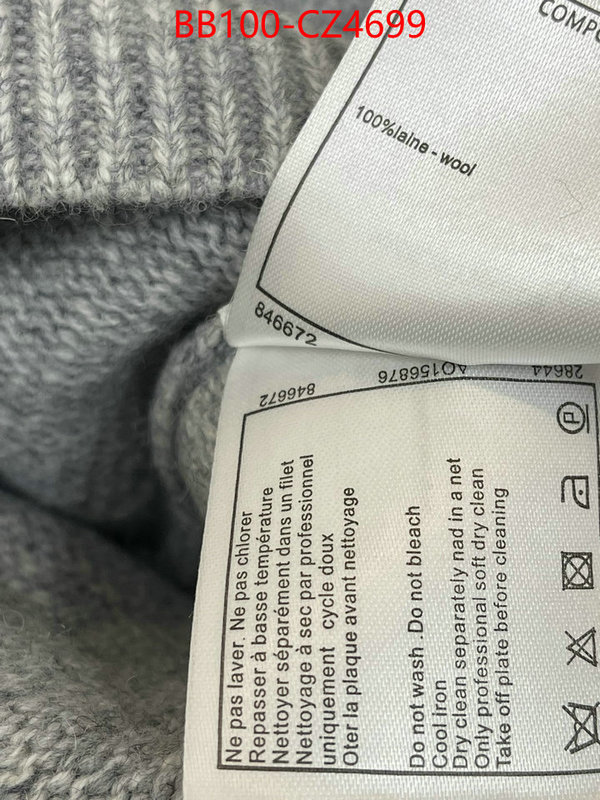 BB100-CZ4699
100%laine - wool
846672
846672
AO156876
28644
Ne pas laver. Ne pas chlorer
Repasser à basse température
Nettoyer séparément dans un filet
Nettoyage à sec par professionnel
uniquement cycle doux
Oter la plaque avant nettoyage
Do not wash .Do not bleach
Cool iron
Dry clean separately nad in a net
Only professional soft dry clean
Take off plate before cleaning
P